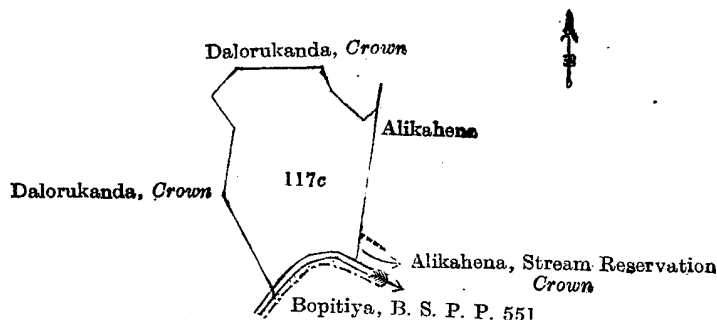 Dalorukanda, Crown
Alikahena
117c
Dalorukanda, Crown
Alikahena, Stream Reservation
Crown
Bopitiya, B. S. P. P. 551